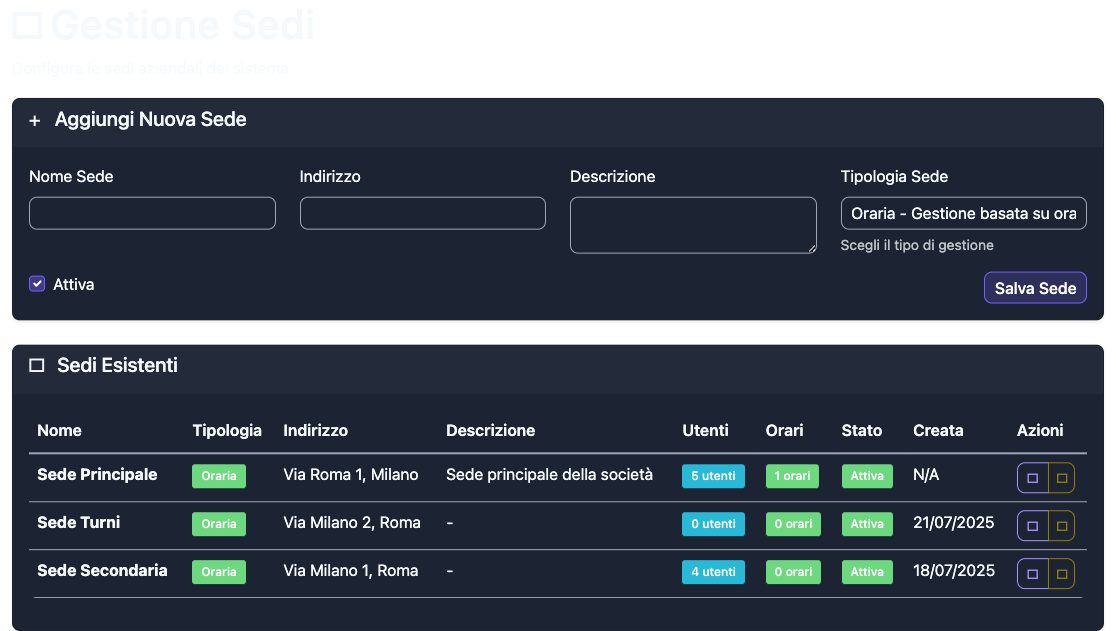 Gestione Sedi
Configura le sedi aziendali del sistema
+ Aggiungi Nuova Sede
Nome Sede
Indirizzo
Descrizione
Tipologia Sede
Oraria - Gestione basata su ora
Scegli il tipo di gestione
Attiva
Salva Sede
Sedi Esistenti
Nome Tipologia Indirizzo Descrizione Utenti Orari Stato Creata Azioni
Sede Principale Oraria Via Roma 1, Milano Sede principale della società 5 utenti 1 orari Attiva N/A
Sede Turni Oraria Via Milano 2, Roma - 0 utenti 0 orari Attiva 21/07/2025
Sede Secondaria Oraria Via Milano 1, Roma - 4 utenti 0 orari Attiva 18/07/2025